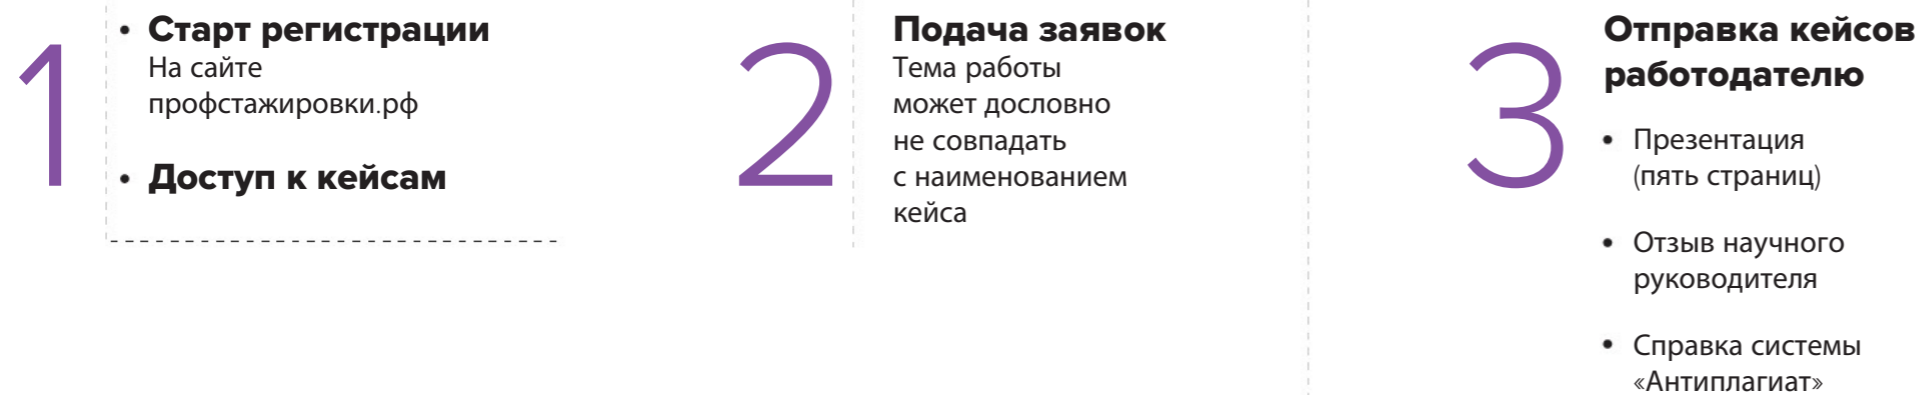 1
• Старт регистрации
На сайте
профстажировки.рф
• Доступ к кейсам
2
Подача заявок
Тема работы
может дословно
не совпадать
с наименованием
кейса
3
Отправка кейсов
работодателю
• Презентация
(пять страниц)
• Отзыв научного
руководителя
• Справка системы
«Антиплагиат»